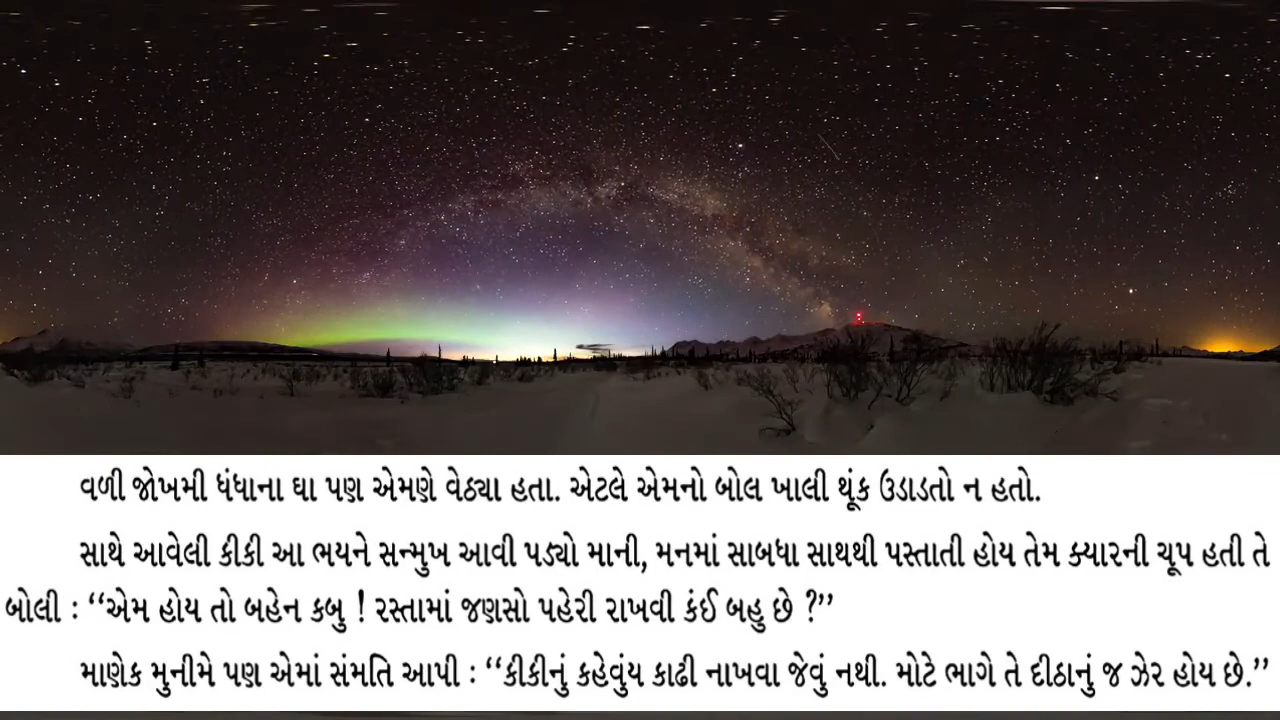 વળી જોખમી ધંધાના ઘા પણ એમણે વેઠ્યા હતા. એટલે એમનો બોલ ખાલી થૂંક ઉડાડતો ન હતો.
સાથે આવેલી કીકી આ ભયને સન્મુખ આવી પડ્યો માની, મનમાં સાબધા સાથથી પસ્તાતી હોય તેમ ક્યારની ચૂપ હતી તે
બોલી : “એમ હોય તો બહેન કબુ ! રસ્તામાં જણસો પહેરી રાખવી કંઈ બહુ છે ?”
માણેક મુનીમે પણ એમાં સંમતિ આપી : “કીકીનું કહેવુંય કાઢી નાખવા જેવું નથી. મોટે ભાગે તે દીઠાનું જ ઝેર હોય છે.”